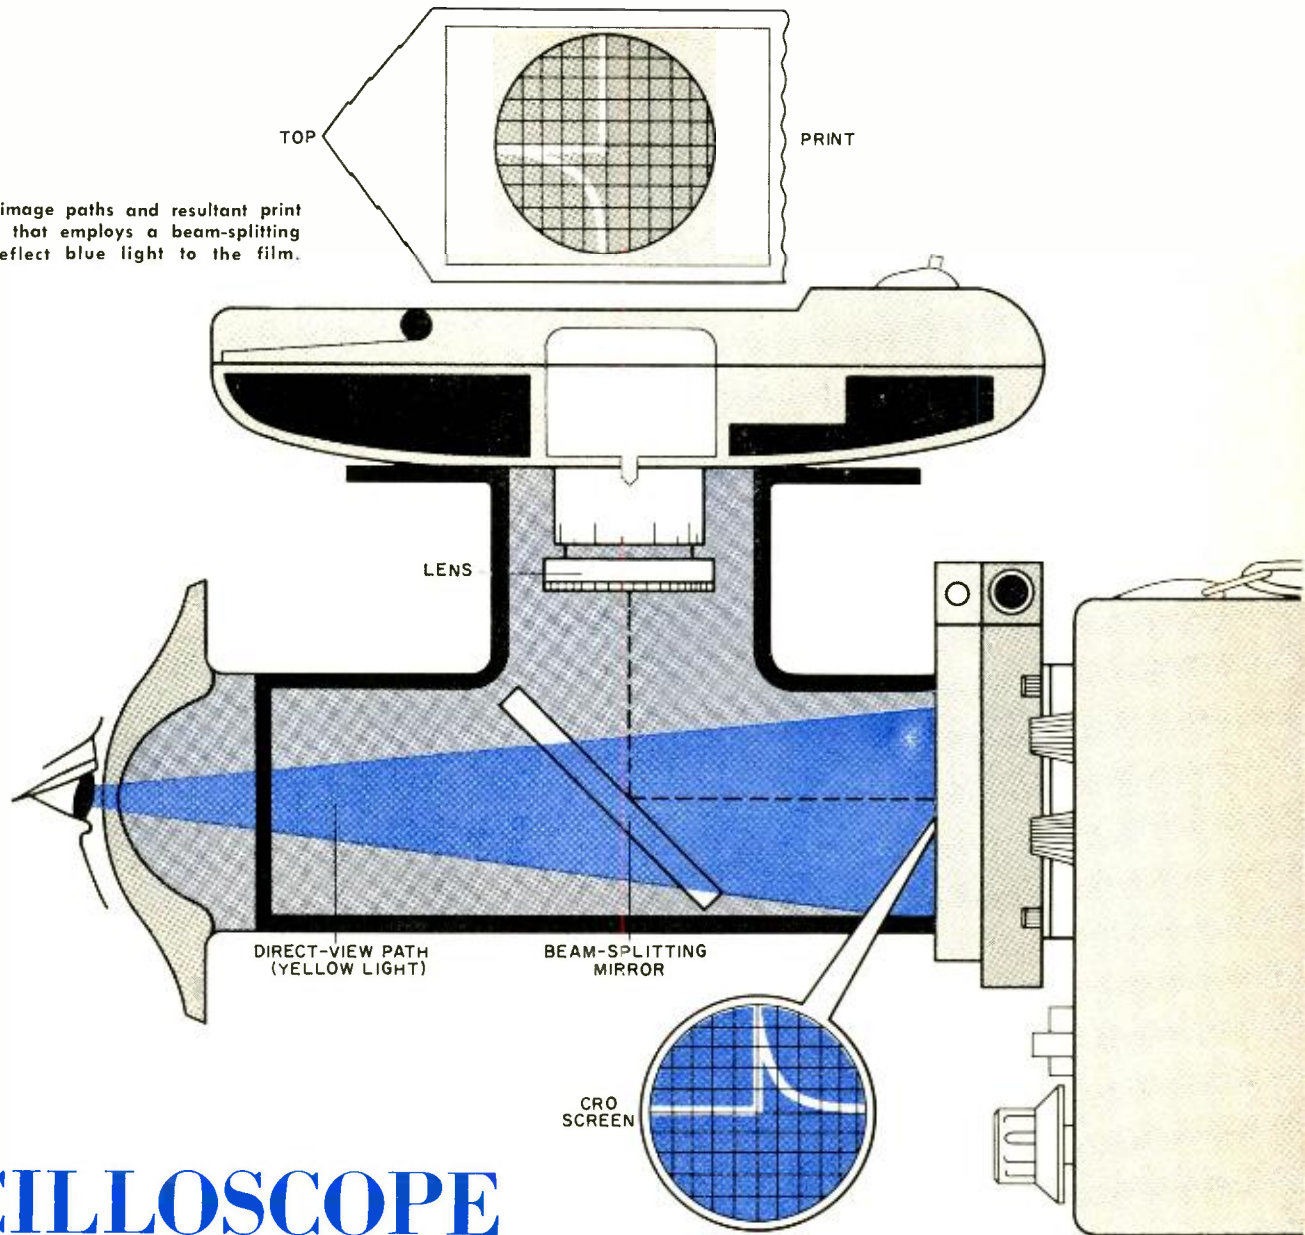 TOP
PRINT
image paths and resultant print
that employs a beam-splitting
eflect blue light to the film.
LENS
DIRECT-VIEW PATH
(YELLOW LIGHT)
BEAM-SPLITTING
MIRROR
CRO
SCREEN
CILLOSCOPE